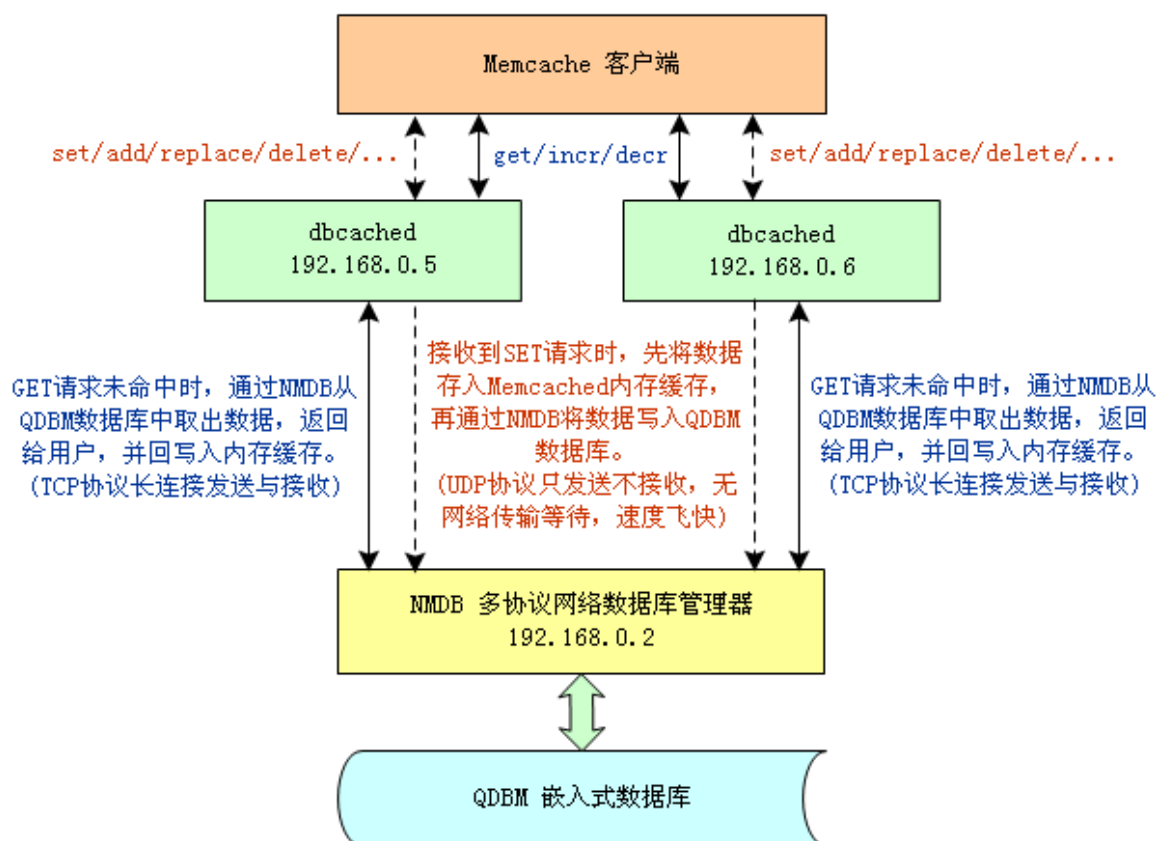 Memcache 客户端
set/add/replace/delete/...
get/incr/decr
set/add/replace/delete/...
dbcached
192.168.0.5
dbcached
192.168.0.6
GET请求未命中时，通过NMDB从
QDBM数据库中取出数据，返回
给用户，并回写入内存缓存。
(TCP协议长连接发送与接收)
接收到SET请求时，先将数据
存入Memcached内存缓存，
再通过NMDB将数据写入QDBM
数据库。
(UDP协议只发送不接收，无
网络传输等待，速度飞快)
GET请求未命中时，通过NMDB从
QDBM数据库中取出数据，返回
给用户，并回写入内存缓存。
(TCP协议长连接发送与接收)
NMDB 多协议网络数据库管理器
192.168.0.2
QDBM 嵌入式数据库